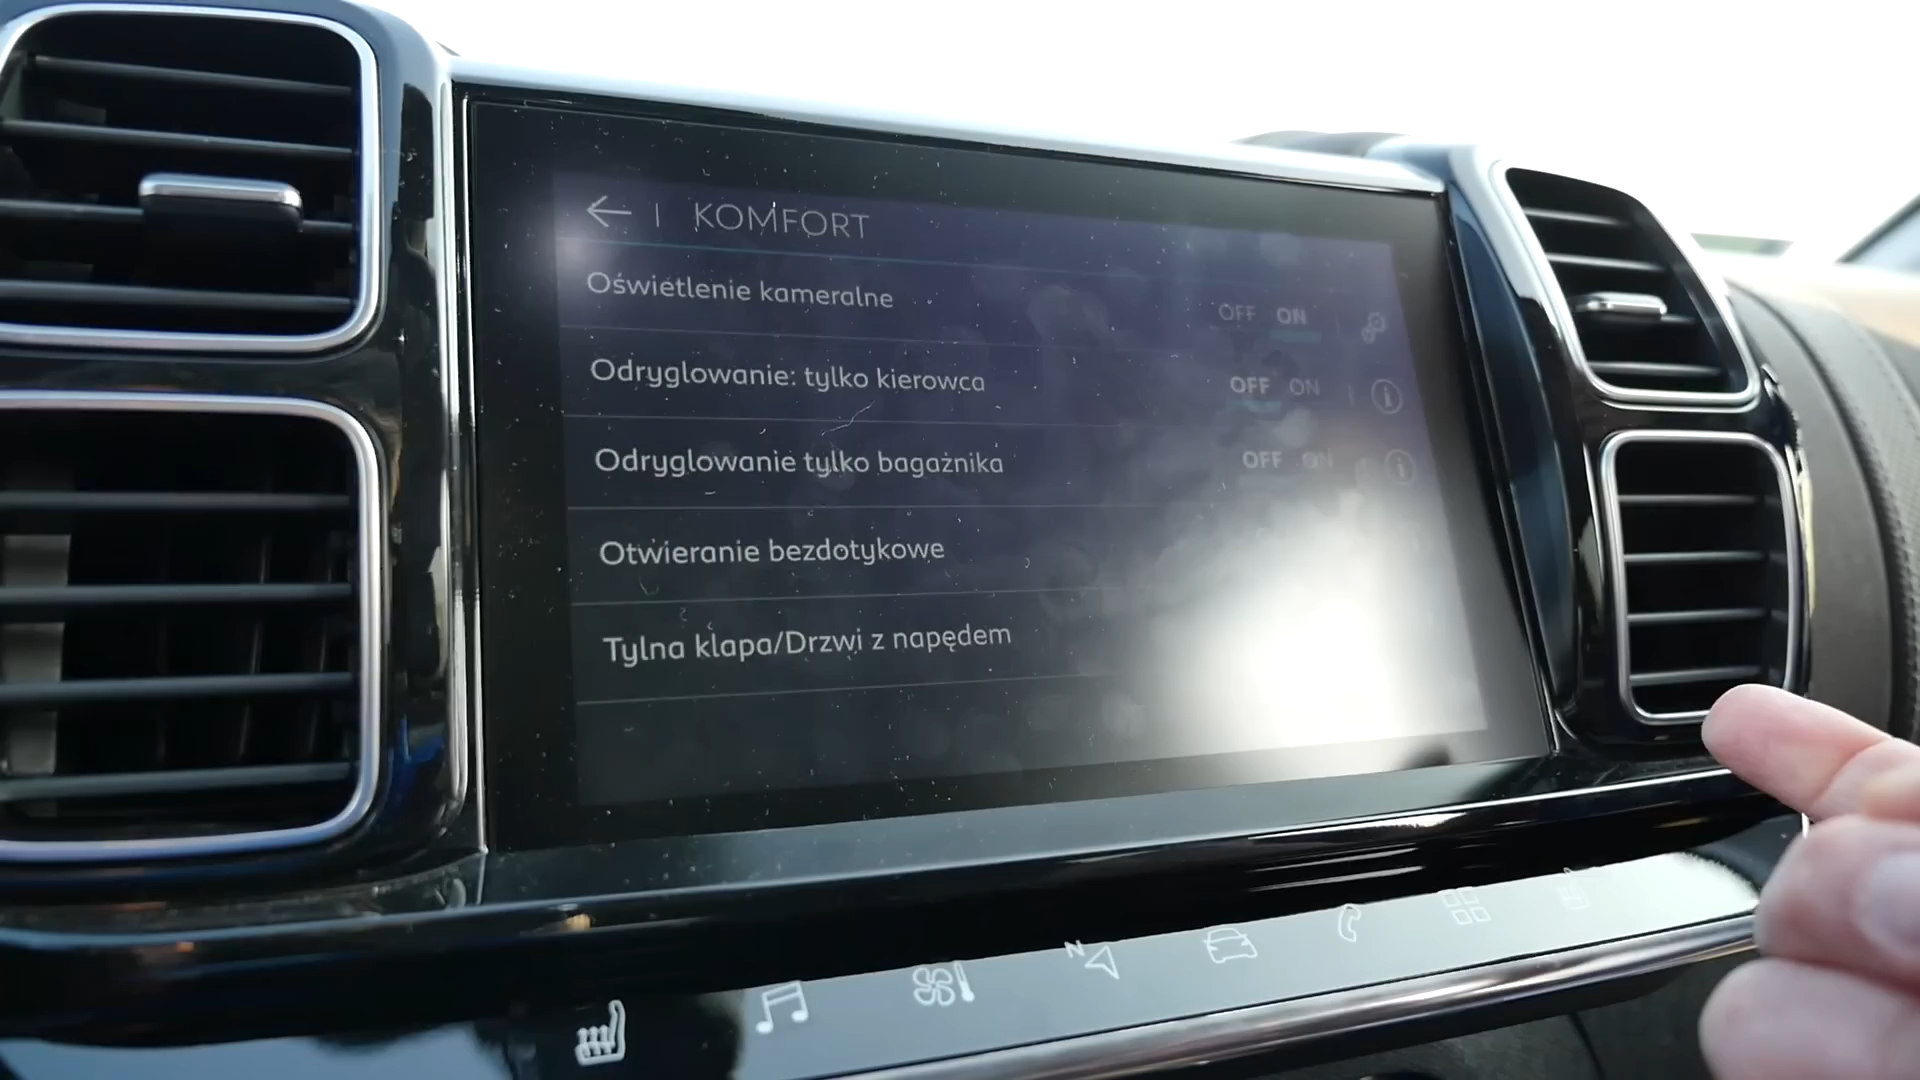 KOMFORT
Oświetlenie kameralne OFF ON
Odryglowanie: tylko kierowca OFF ON
Odryglowanie tylko bagażnika OFF ON
Otwieranie bezdotykowe
Tylna klapa/Drzwi z napędem
N